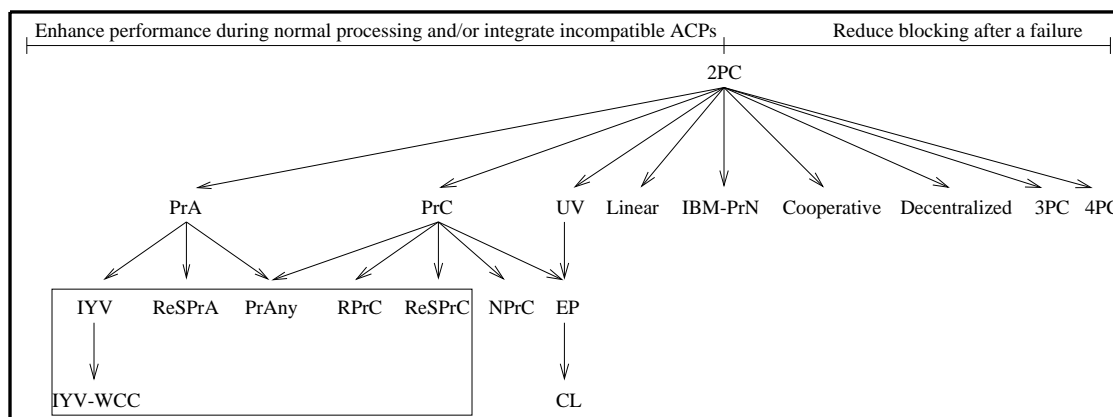 Enhance performance during normal processing and/or integrate incompatible ACPs Reduce blocking after a failure
2PC
PrA PrC UV Linear IBM-PrN Cooperative Decentralized 3PC 4PC
IYV ReSPrA PrAny RPrC ReSPrC NPrC EP
IYV-WCC CL